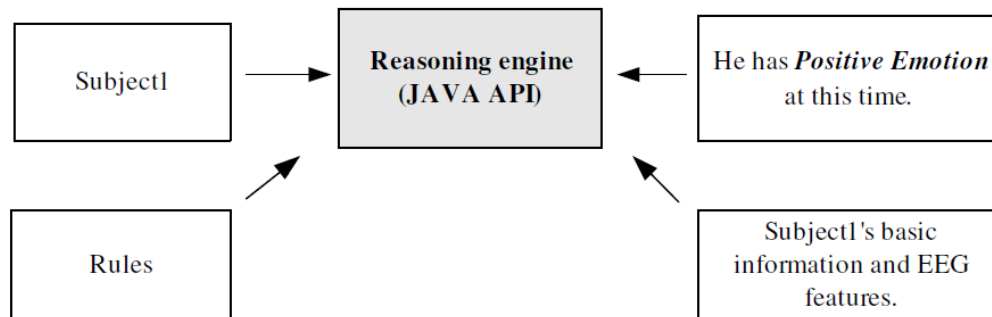 Subject1
Reasoning engine
(JAVA API)
He has Positive Emotion
at this time.
Rules
Subject1's basic
information and EEG
features.